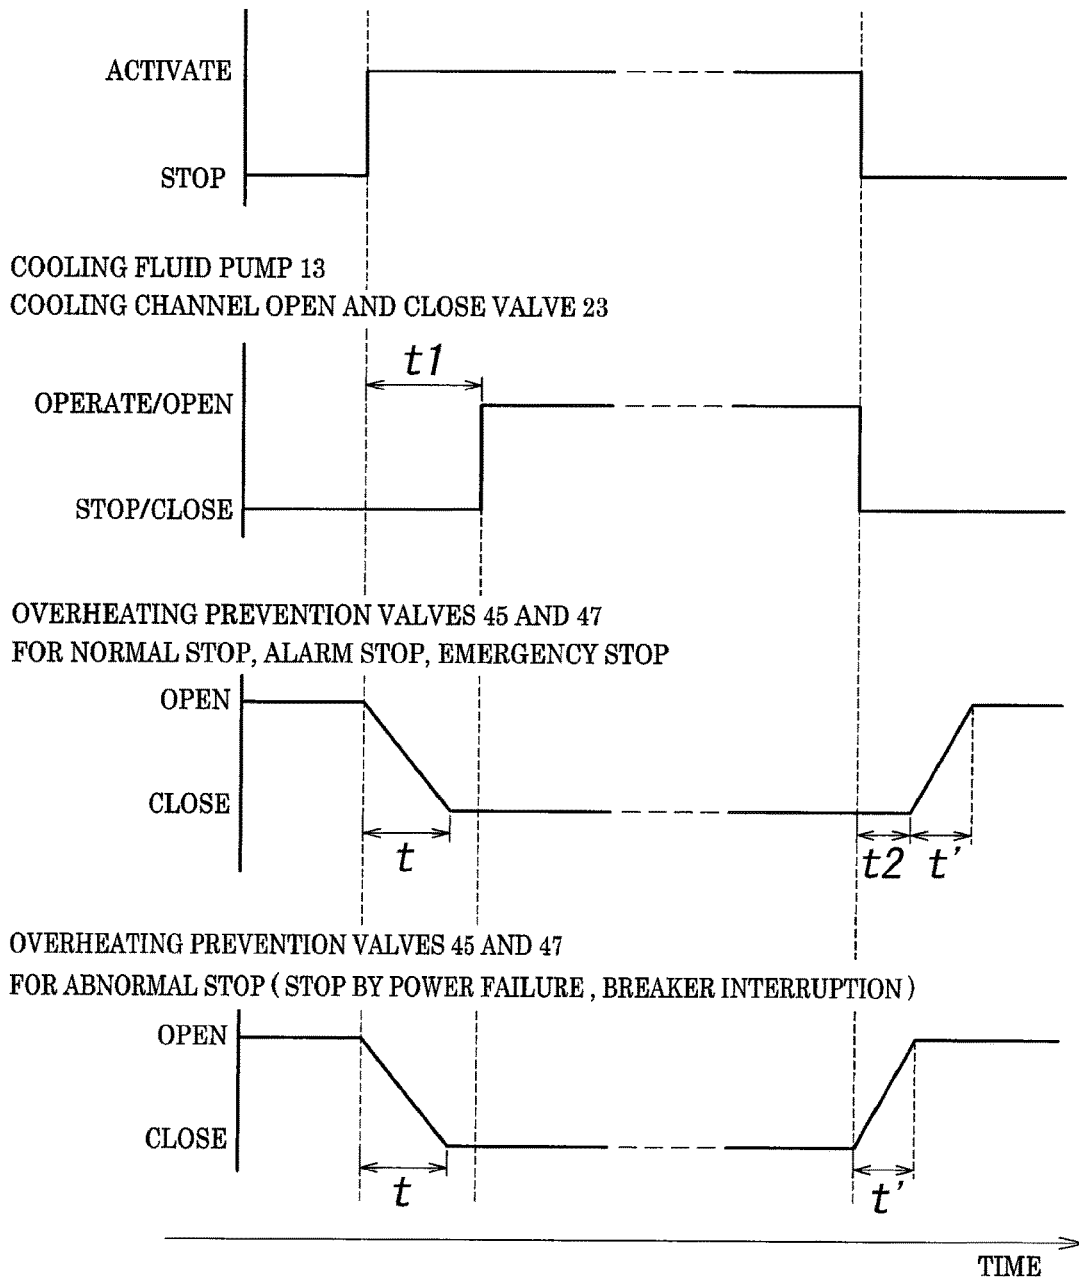 ACTIVATE
STOP
COOLING FLUID PUMP 13
COOLING CHANNEL OPEN AND CLOSE VALVE 23
t1
OPERATE/OPEN
STOP/CLOSE
OVERHEATING PREVENTION VALVES 45 AND 47
FOR NORMAL STOP, ALARM STOP, EMERGENCY STOP
OPEN
CLOSE
t
t2
t'
OVERHEATING PREVENTION VALVES 45 AND 47
FOR ABNORMAL STOP ( STOP BY POWER FAILURE , BREAKER INTERRUPTION )
OPEN
CLOSE
t
t'
TIME